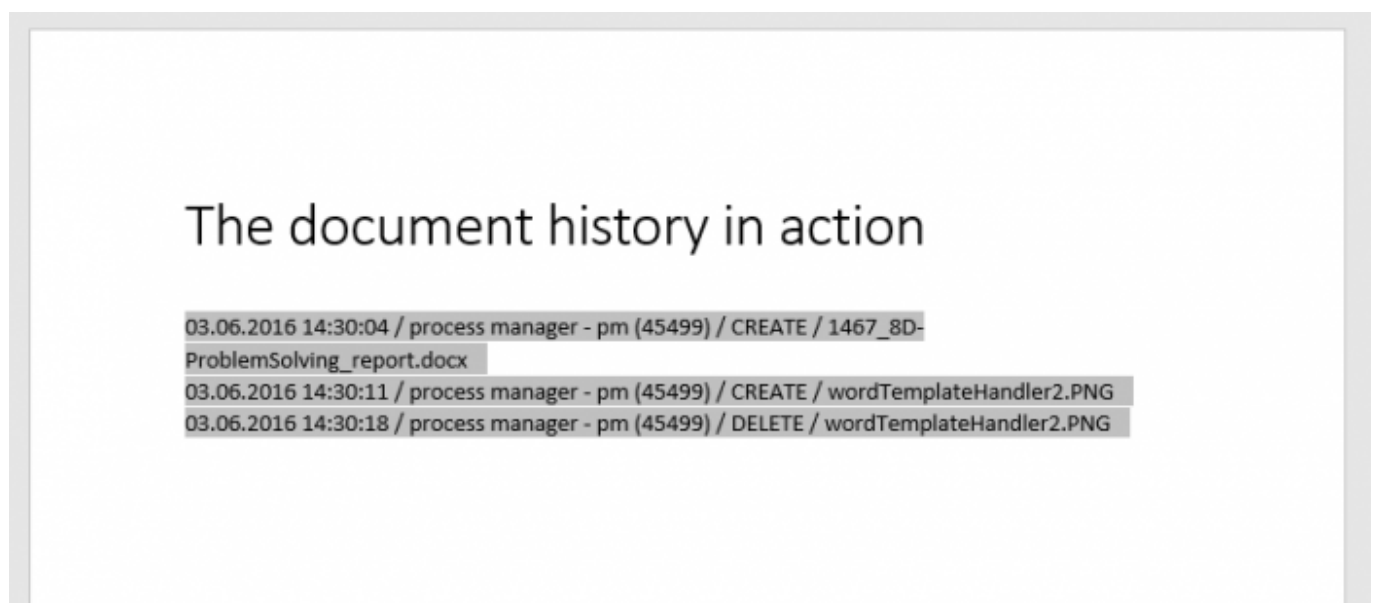 The document history in action
03.06.2016 14:30:04 / process manager - pm (45499) / CREATE / 1467_8D-
ProblemSolving_report.docx
03.06.2016 14:30:11 / process manager - pm (45499) / CREATE / wordTemplateHandler2.PNG
03.06.2016 14:30:18 / process manager - pm (45499) / DELETE / wordTemplateHandler2.PNG